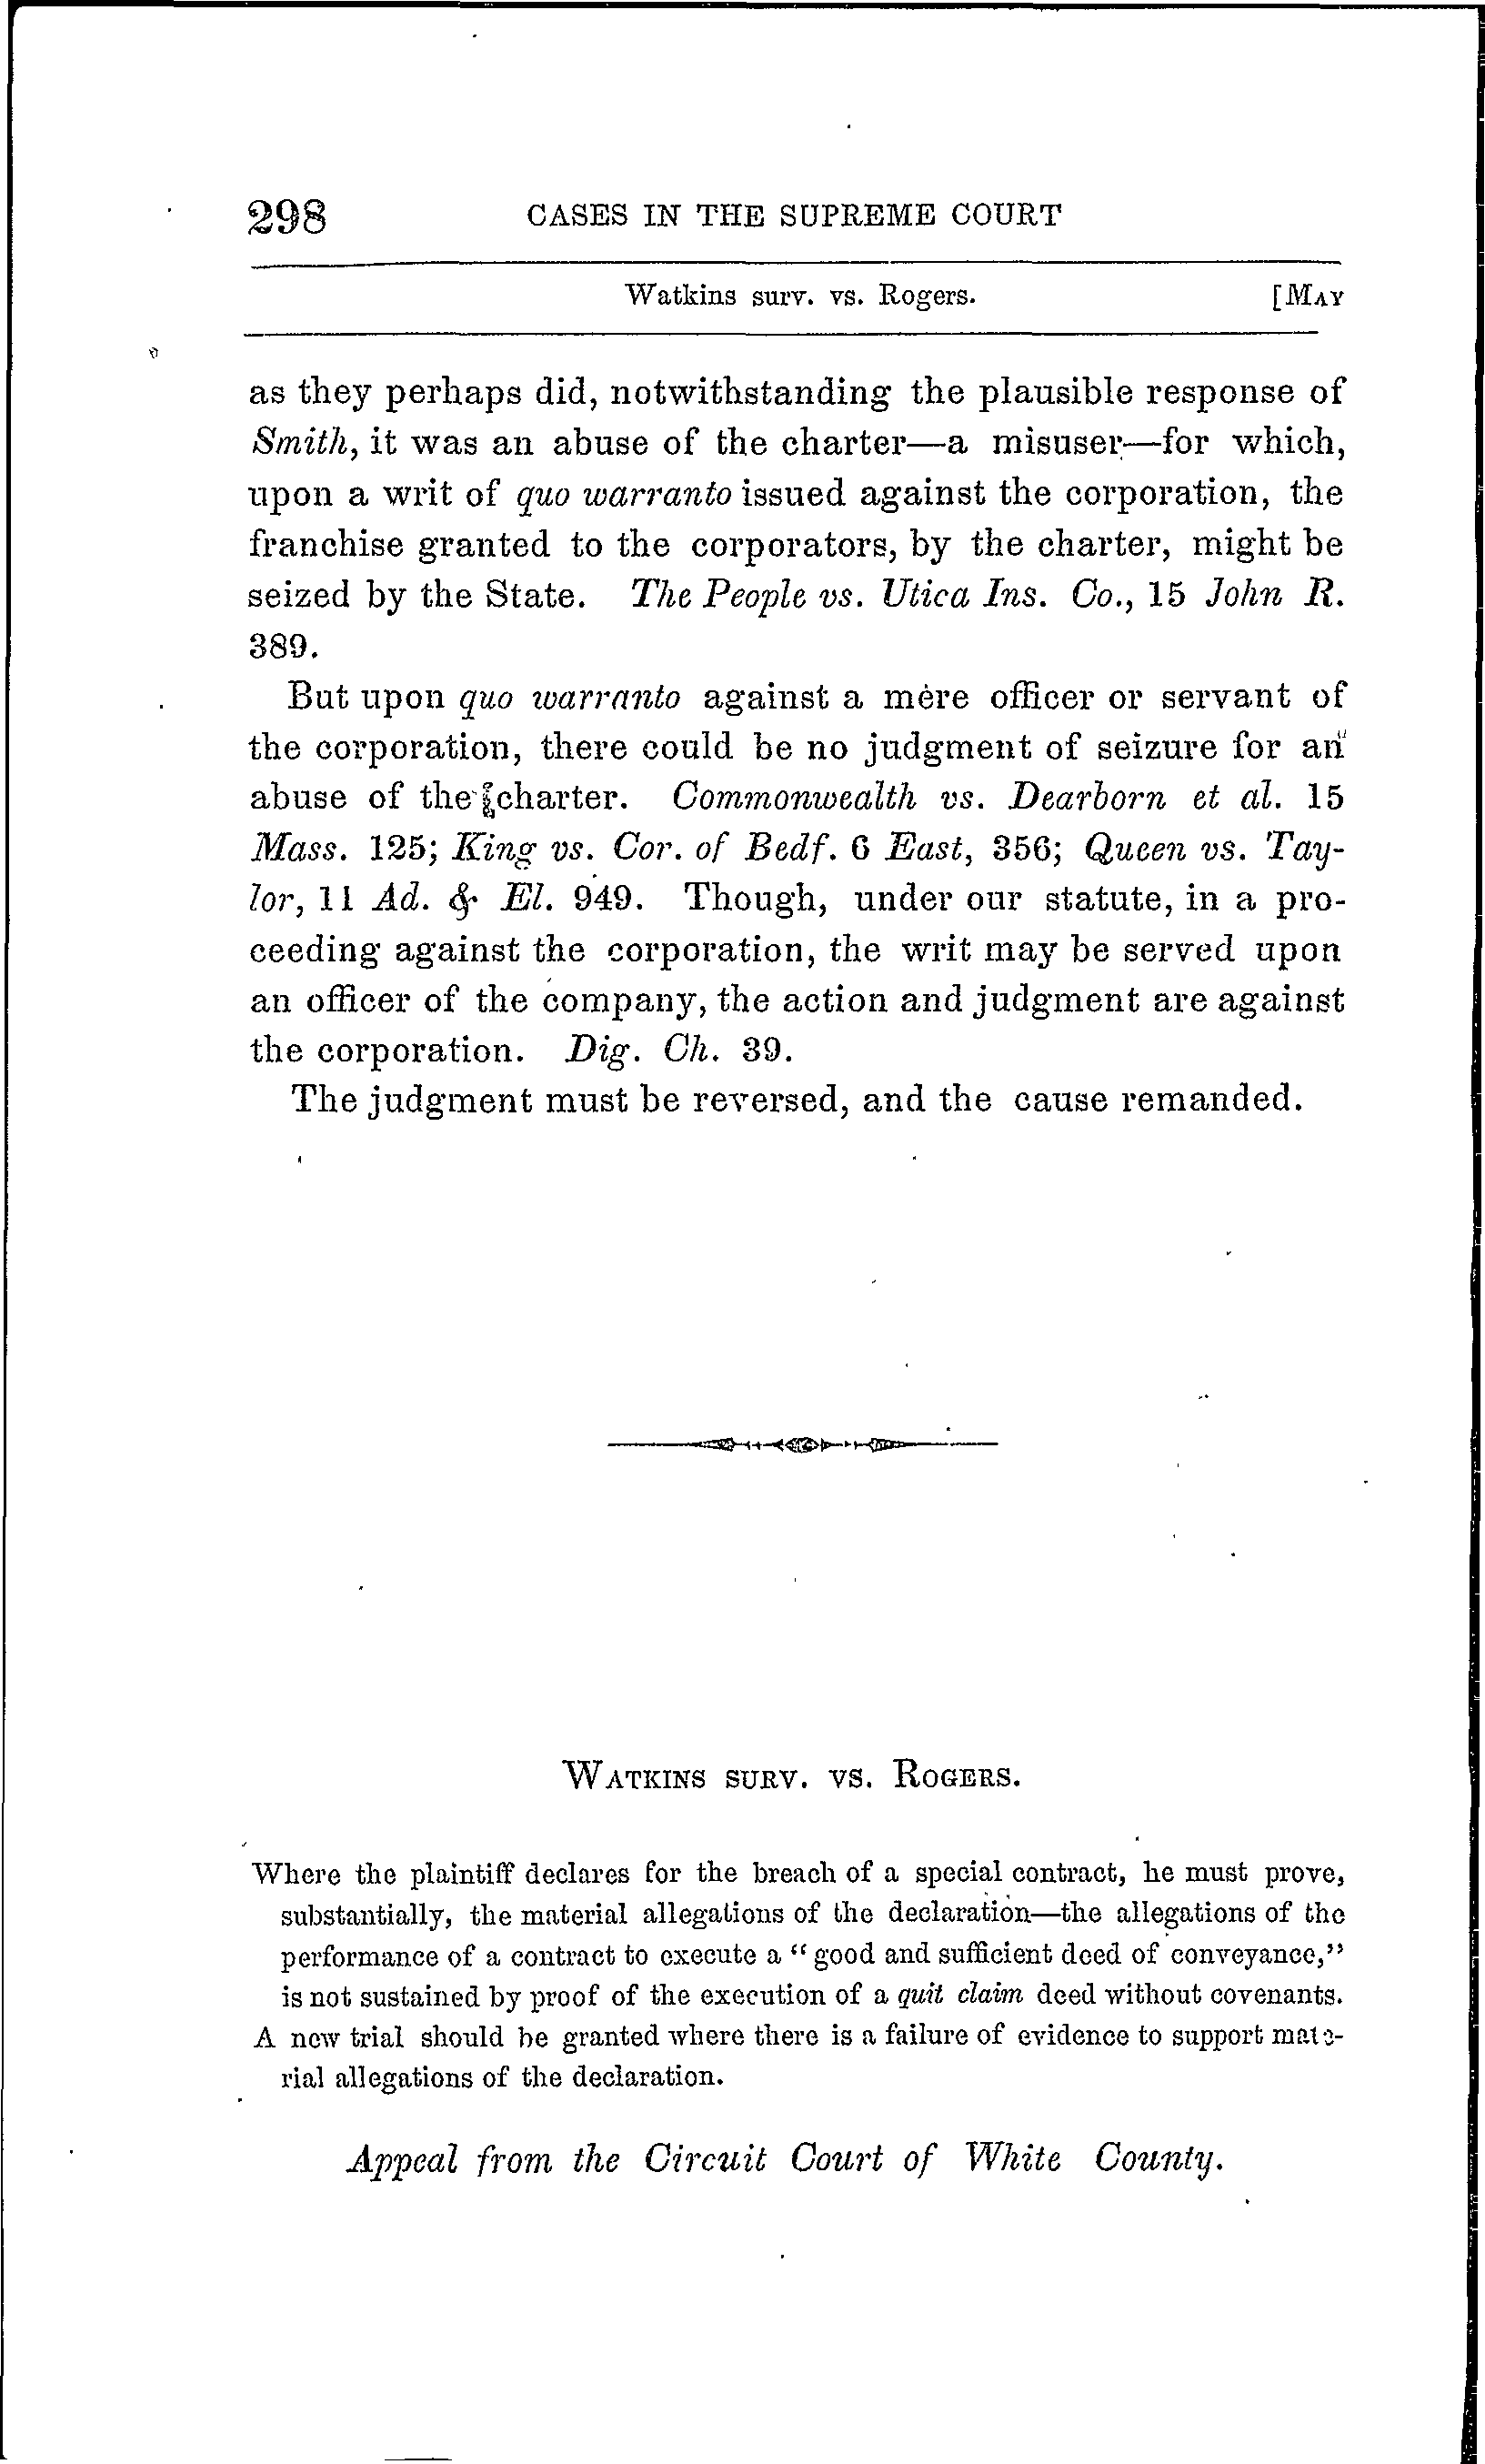 298 CASES IN THE SUPREME COURT
Watkins surv. vs. Rogers. [MAY
as they perhaps did, notwithstanding the plausible response of
Smith, it was an abuse of the charter—a misuser—for which,
upon a writ of quo warranto issued against the corporation, the
franchise granted to the corporators, by the charter, might be
seized by the State. The People vs. Utica Ins. Co., 15 John R.
389.
But upon quo warranto against a mere officer or servant of
the corporation, there could be no judgment of seizure for an
abuse of the charter. Commonwealth vs. Dearborn et al. 15
Mass. 125; King vs. Cor. of Bedf. 6 East, 356; Queen vs. Tay-
lor, 11 Ad. & El. 949. Though, under our statute, in a pro-
ceeding against the corporation, the writ may be served upon
an officer of the company, the action and judgment are against
the corporation. Dig. Ch. 39.
The judgment must be reversed, and the cause remanded.
WATKINS SURV. VS. ROGERS.
Where the plaintiff declares for the breach of a special contract, he must prove,
substantially, the material allegations of the declaration—the allegations of the
performance of a contract to execute a "good and sufficient deed of conveyance,"
is not sustained by proof of the execution of a quit claim deed without covenants.
A new trial should be granted where there is a failure of evidence to support mate-
rial allegations of the declaration.
Appeal from the Circuit Court of White County.